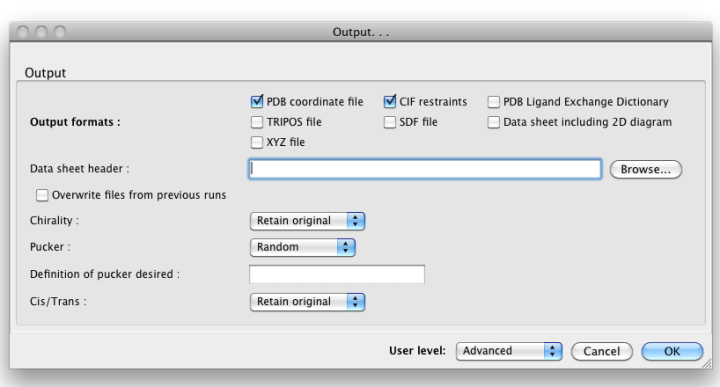 Output. . .
Output
Output formats :
PDB coordinate file CIF restraints PDB Ligand Exchange Dictionary
TRIPOS file SDF file Data sheet including 2D diagram
XYZ file
Data sheet header : Browse...
Overwrite files from previous runs
Chirality : Retain original
Pucker : Random
Definition of pucker desired :
Cis/Trans : Retain original
User level: Advanced Cancel OK